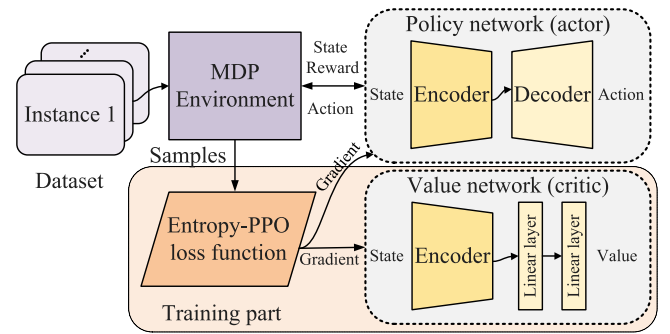 Policy network (actor)
State
Encoder
Decoder
Action
MDP
Environment
State
Reward
Action
Instance 1
Dataset
Samples
Gradient
Entropy-PPO
loss function
Gradient
Training part
Value network (critic)
State
Encoder
Linear layer
Linear layer
Value